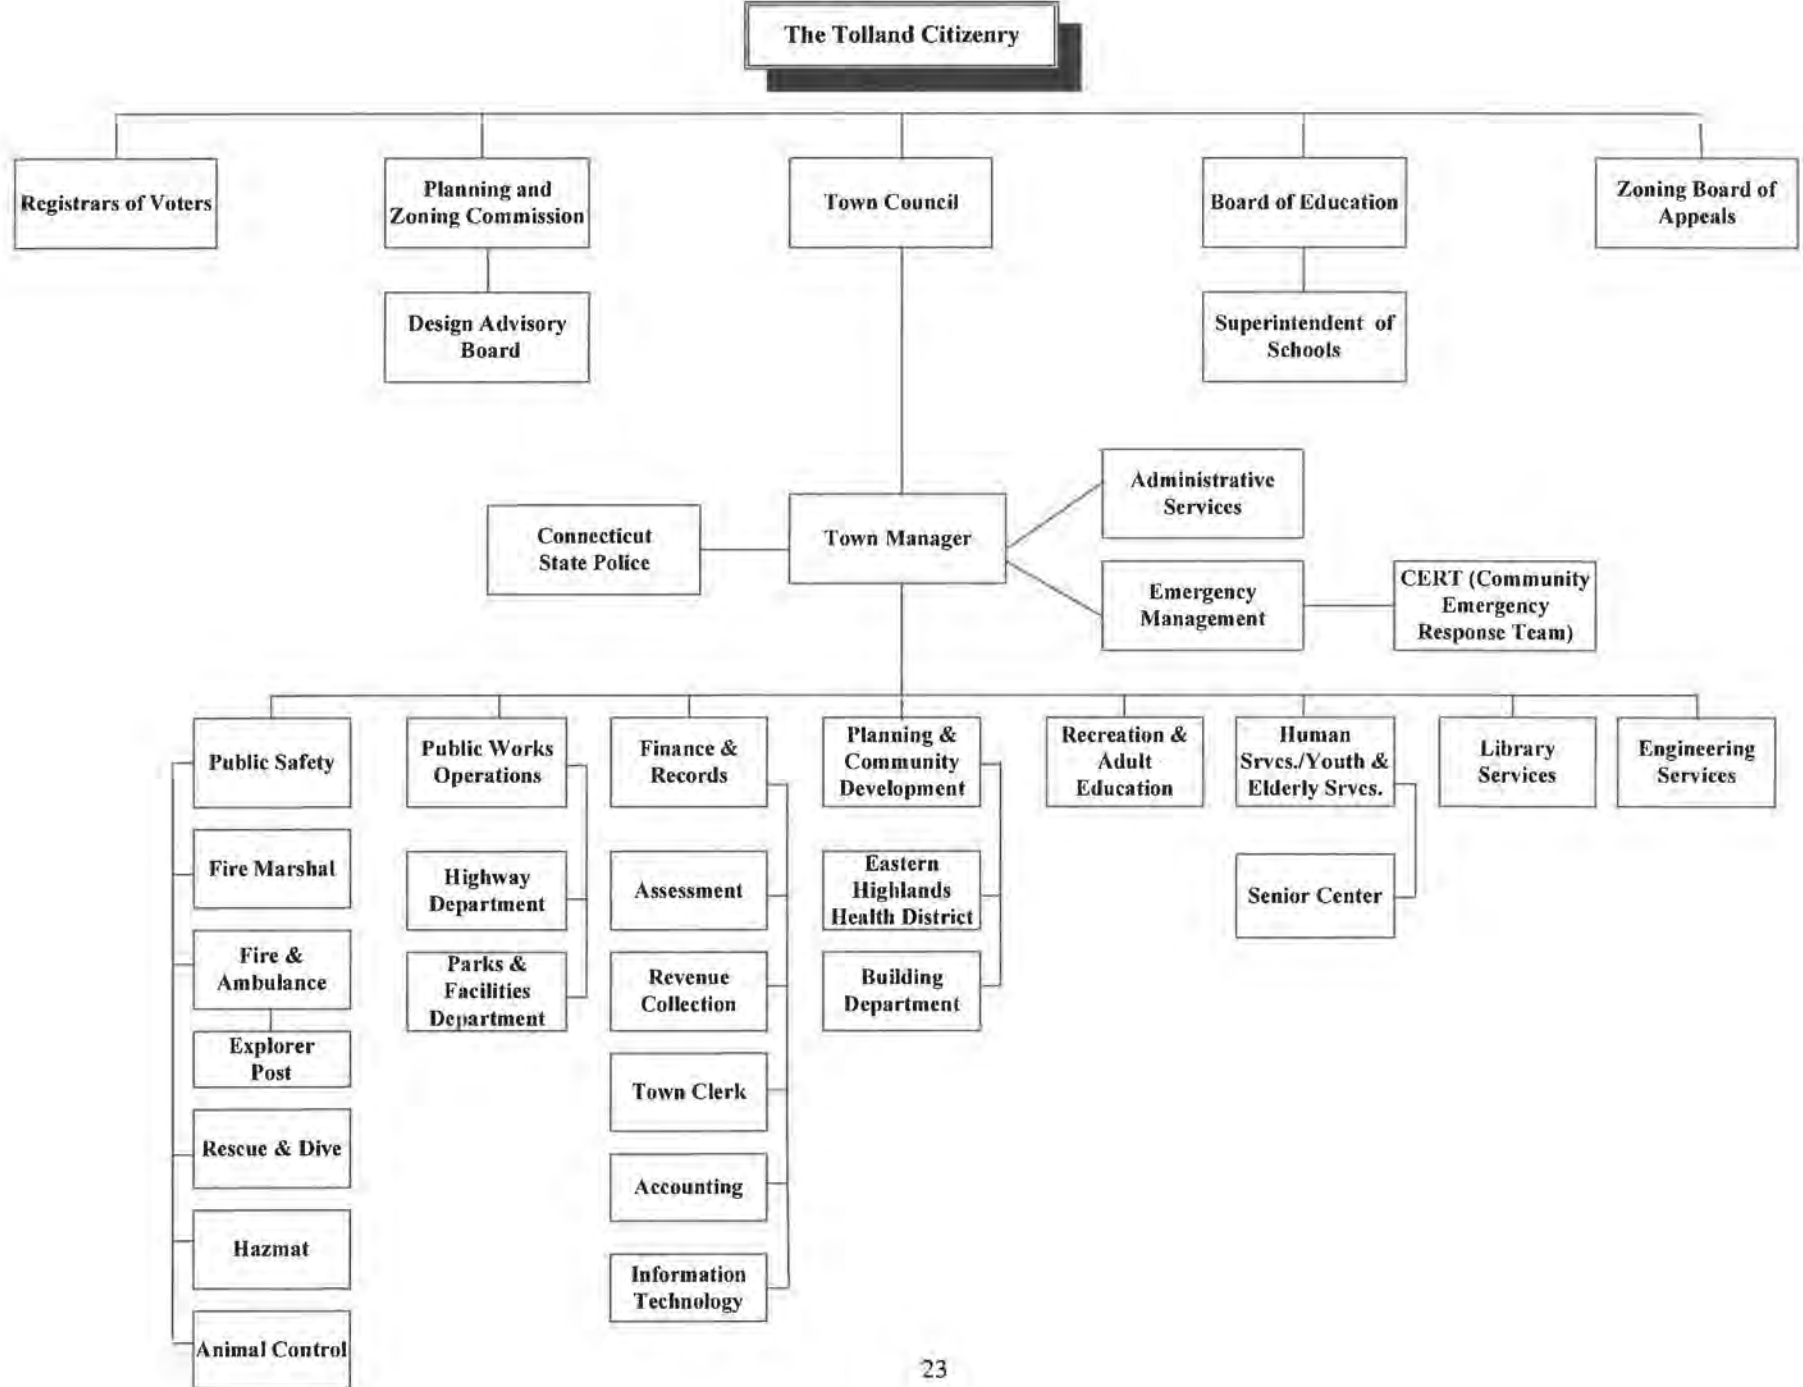 The Tolland Citizenry
Registrars of Voters
Planning and
Zoning Commission
Town Council
Board of Education
Zoning Board of
Appeals
Design Advisory
Board
Superintendent of
Schools
Connecticut
State Police
Town Manager
Administrative
Services
Emergency
Management
CERT (Community
Emergency
Response Team)
Public Safety
Fire Marshal
Fire &
Ambulance
Explorer
Post
Rescue & Dive
Hazmat
Animal Control
Public Works
Operations
Highway
Department
Parks &
Facilities
Department
Finance &
Records
Assessment
Revenue
Collection
Town Clerk
Accounting
Information
Technology
Planning &
Community
Development
Eastern
Highlands
Health District
Building
Department
Recreation &
Adult
Education
Human
Srvcs./Youth &
Elderly Srvcs.
Senior Center
Library
Services
Engineering
Services
23